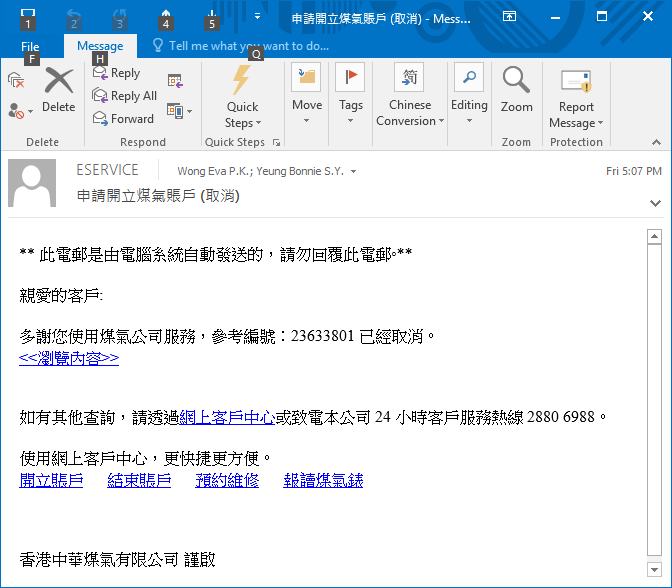 1 2 3 4 5 申請開立煤氣賬戶 (取消) - Mess...
File Message Tell me what you want to do...
F H Q
Reply
Reply All
Forward
Delete
Quick Steps
Move
Tags
Chinese Conversion
简
Editing
Zoom
Report Message
Delete Respond Quick Steps Zoom Protection
ESERVICE Wong Eva P.K.; Yeung Bonnie S.Y. Fri 5:07 PM
申請開立煤氣賬戶 (取消)
** 此電郵是由電腦系統自動發送的，請勿回覆此電郵。**
親愛的客戶:
多謝您使用煤氣公司服務，參考編號：23633801 已經取消。
<<瀏覽內容>>
如有其他查詢，請透過網上客戶中心或致電本公司 24 小時客戶服務熱線 2880 6988。
使用網上客戶中心，更快捷更方便。
開立賬戶 結束賬戶 預約維修 報讀煤氣錶
香港中華煤氣有限公司 謹啟